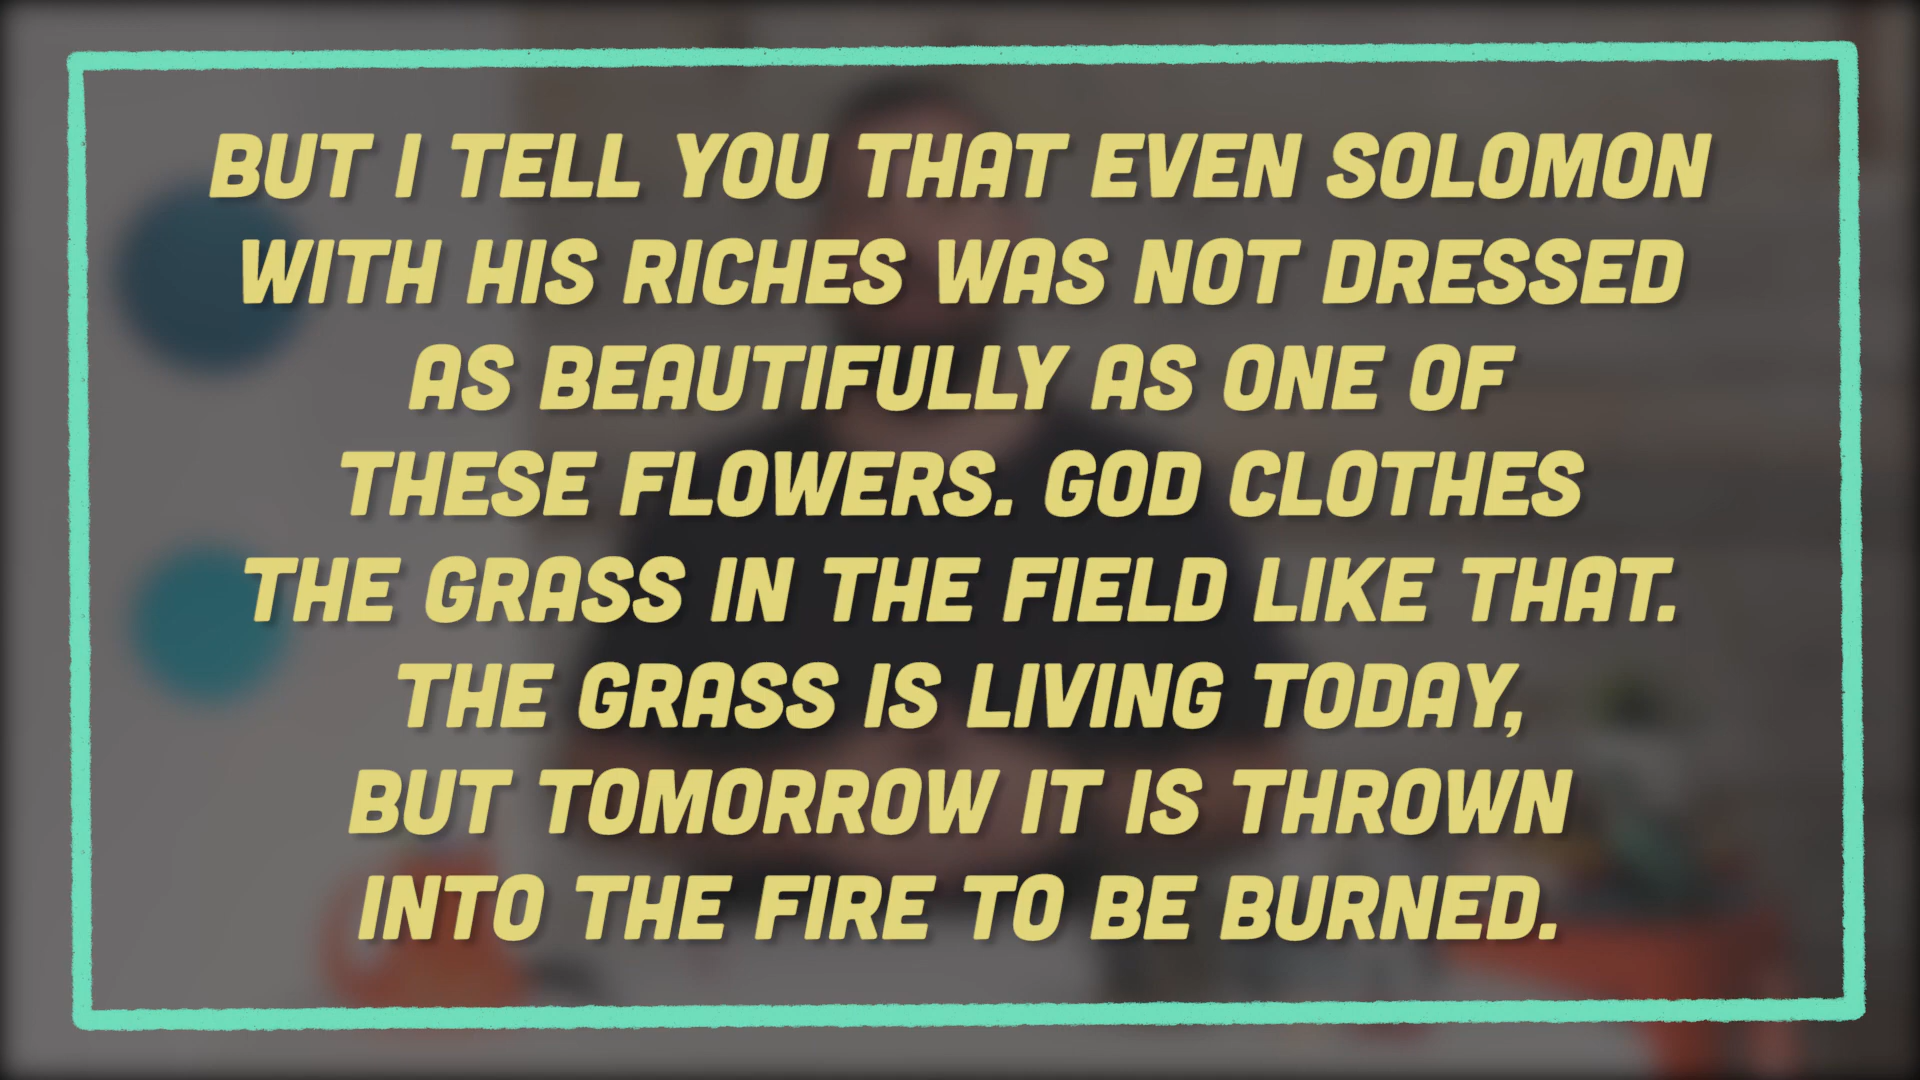 BUT I TELL YOU THAT EVEN SOLOMON
WITH HIS RICHES WAS NOT DRESSED
AS BEAUTIFULLY AS ONE OF
THESE FLOWERS. GOD CLOTHES
THE GRASS IN THE FIELD LIKE THAT.
THE GRASS IS LIVING TODAY,
BUT TOMORROW IT IS THROWN
INTO THE FIRE TO BE BURNED.